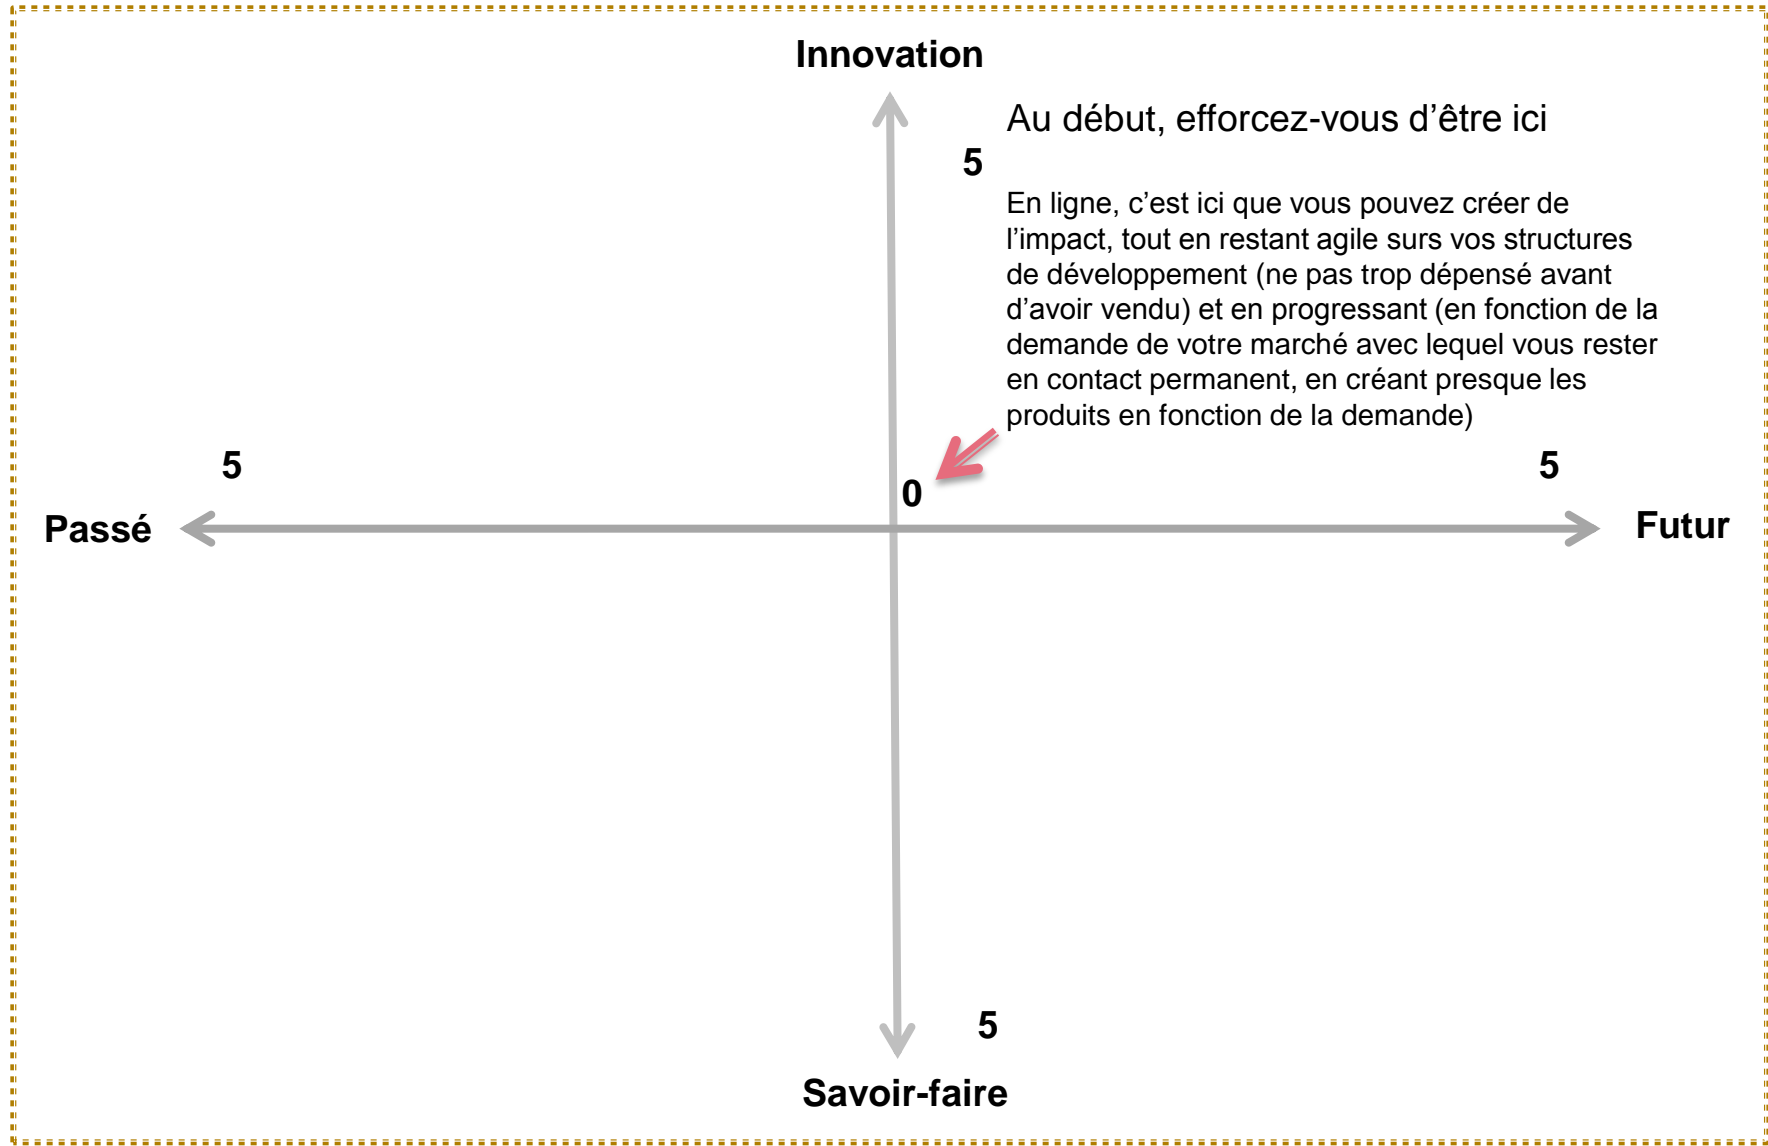 Innovation
Au début, efforcez-vous d’être ici
5
En ligne, c’est ici que vous pouvez créer de
l’impact, tout en restant agile surs vos structures
de développement (ne pas trop dépensé avant
d’avoir vendu) et en progressant (en fonction de la
demande de votre marché avec lequel vous rester
en contact permanent, en créant presque les
produits en fonction de la demande)
5
5
0
Passé
Futur
5
Savoir-faire